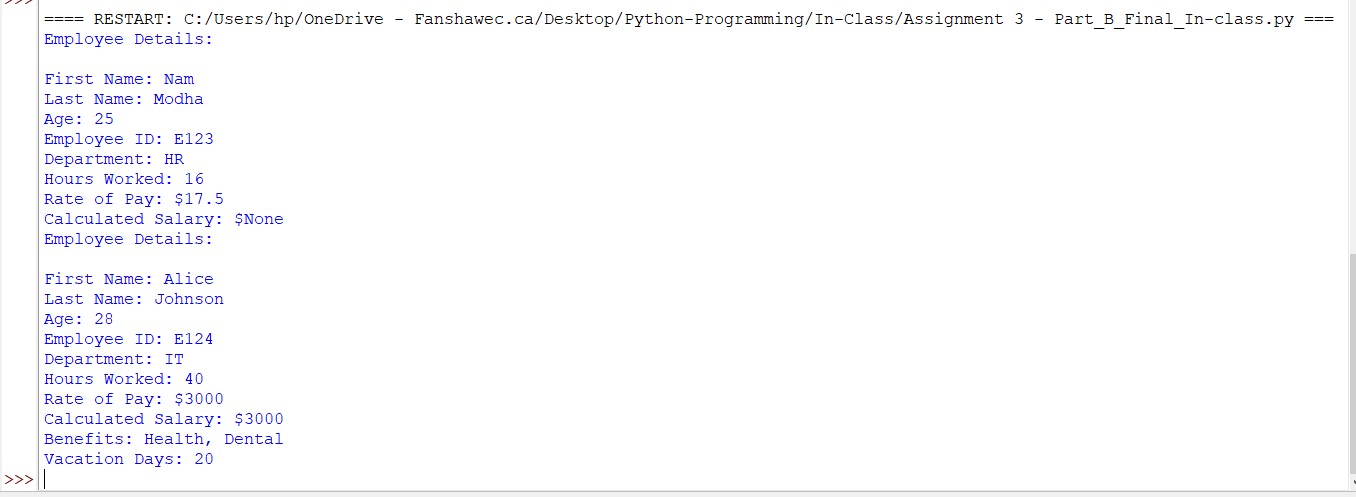 ==== RESTART: C:/Users/hp/OneDrive - Fanshawec.ca/Desktop/Python-Programming/In-Class/Assignment 3 - Part_B_Final_In-class.py ===
Employee Details:
First Name: Nam
Last Name: Modha
Age: 25
Employee ID: E123
Department: HR
Hours Worked: 16
Rate of Pay: $17.5
Calculated Salary: $None
Employee Details:
First Name: Alice
Last Name: Johnson
Age: 28
Employee ID: E124
Department: IT
Hours Worked: 40
Rate of Pay: $3000
Calculated Salary: $3000
Benefits: Health, Dental
Vacation Days: 20
>>>